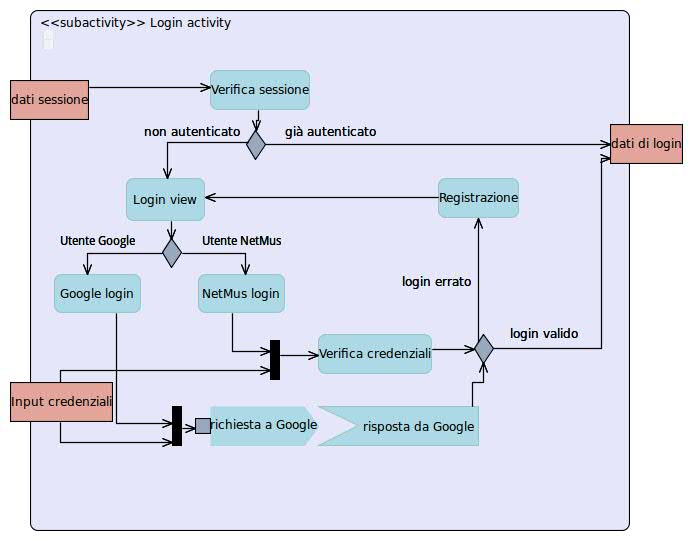 <<subactivity>> Login activity
Verifica sessione
dati sessione
non autenticato
già autenticato
dati di login
Login view
Registrazione
Utente Google
Utente NetMus
Google login
NetMus login
login errato
login valido
Verifica credenziali
Input credenziali
richiesta a Google
risposta da Google